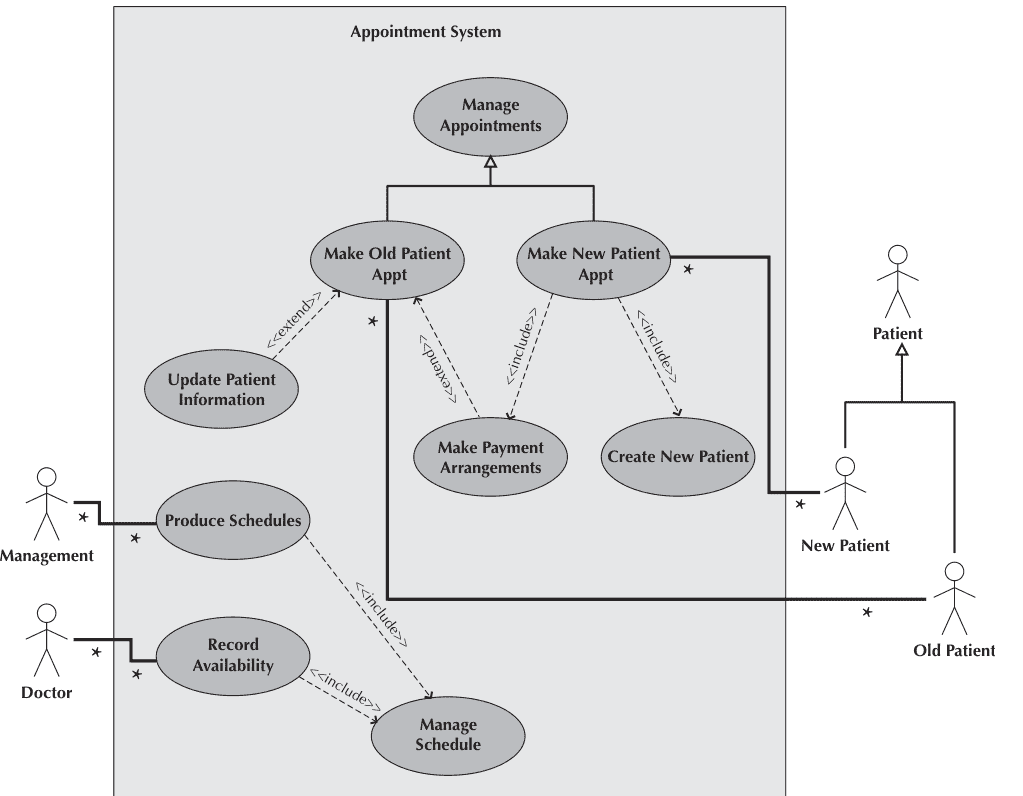 Appointment System
Manage
Appointments
Make Old Patient
Appt
Make New Patient
Appt
*
Patient
<<extend>>
*
<<extend>>
<<include>>
<<include>>
Update Patient
Information
Make Payment
Arrangements
Create New Patient
Management
*
*
Produce Schedules
*
New Patient
<<include>>
*
Old Patient
Doctor
*
*
Record
Availability
<<include>>
Manage
Schedule